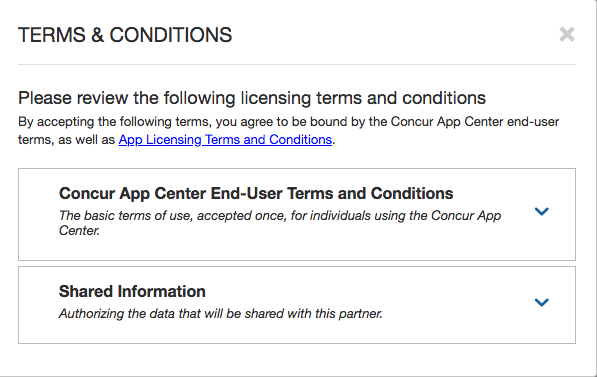 TERMS & CONDITIONS
Please review the following licensing terms and conditions
By accepting the following terms, you agree to be bound by the Concur App Center end-user
terms, as well as App Licensing Terms and Conditions.
Concur App Center End-User Terms and Conditions
The basic terms of use, accepted once, for individuals using the Concur App
Center.
Shared Information
Authorizing the data that will be shared with this partner.